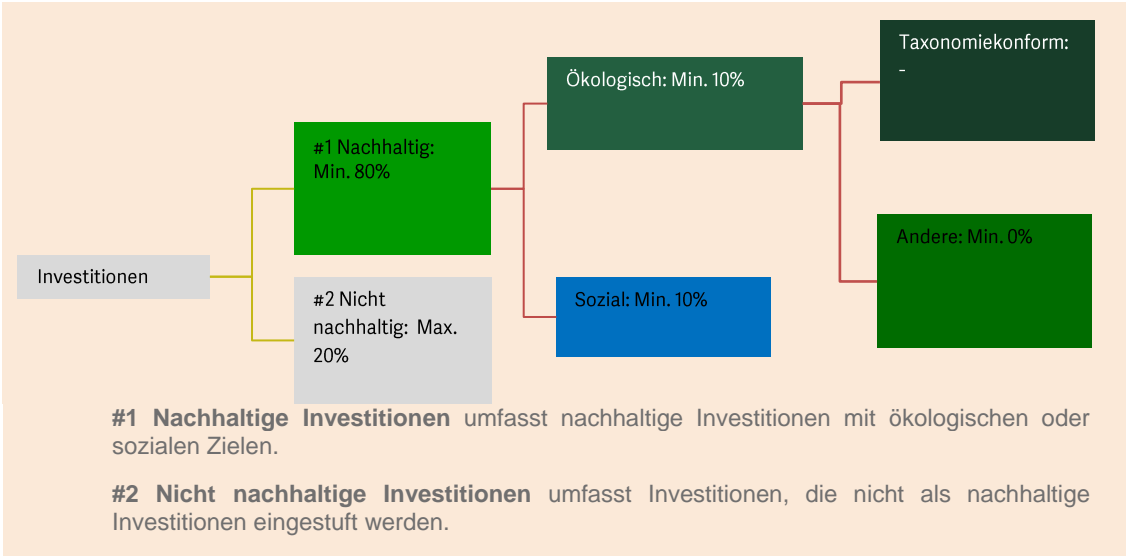 Taxonomiekonform:
-
Ökologisch: Min. 10%
#1 Nachhaltig:
Min. 80%
Andere: Min. 0%
Investitionen
#2 Nicht
nachhaltig:  Max.
20%
Sozial: Min. 10%
#1 Nachhaltige Investitionen umfasst nachhaltige Investitionen mit ökologischen oder
sozialen Zielen.
#2 Nicht nachhaltige Investitionen umfasst Investitionen, die nicht als nachhaltige
Investitionen eingestuft werden.